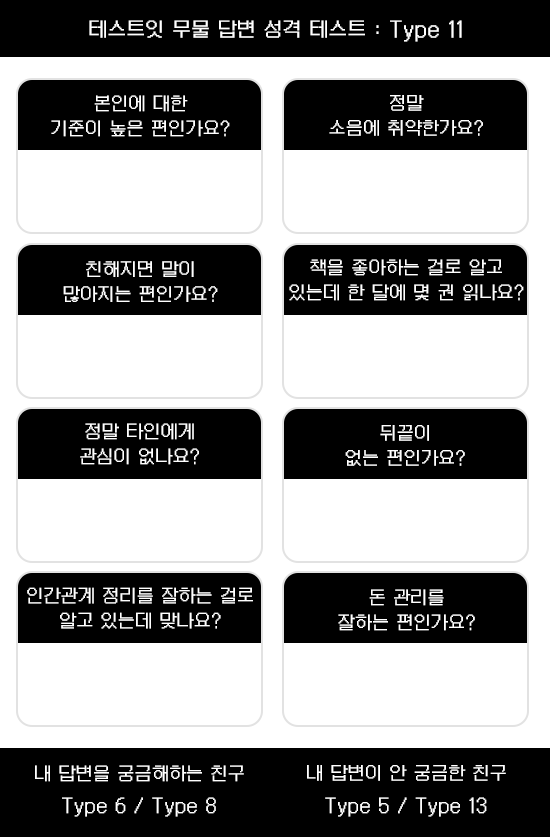 테스트잇 무물 답변 성격 테스트 : Type 11
본인에 대한
기준이 높은 편인가요?
정말
소음에 취약한가요?
친해지면 말이
많아지는 편인가요?
책을 좋아하는 걸로 알고
있는데 한 달에 몇 권 읽나요?
정말 타인에게
관심이 없나요?
뒤끝이
없는 편인가요?
인간관계 정리를 잘하는 걸로
알고 있는데 맞나요?
돈 관리를
잘하는 편인가요?
내 답변을 궁금해하는 친구
Type 6 / Type 8
내 답변이 안 궁금한 친구
Type 5 / Type 13